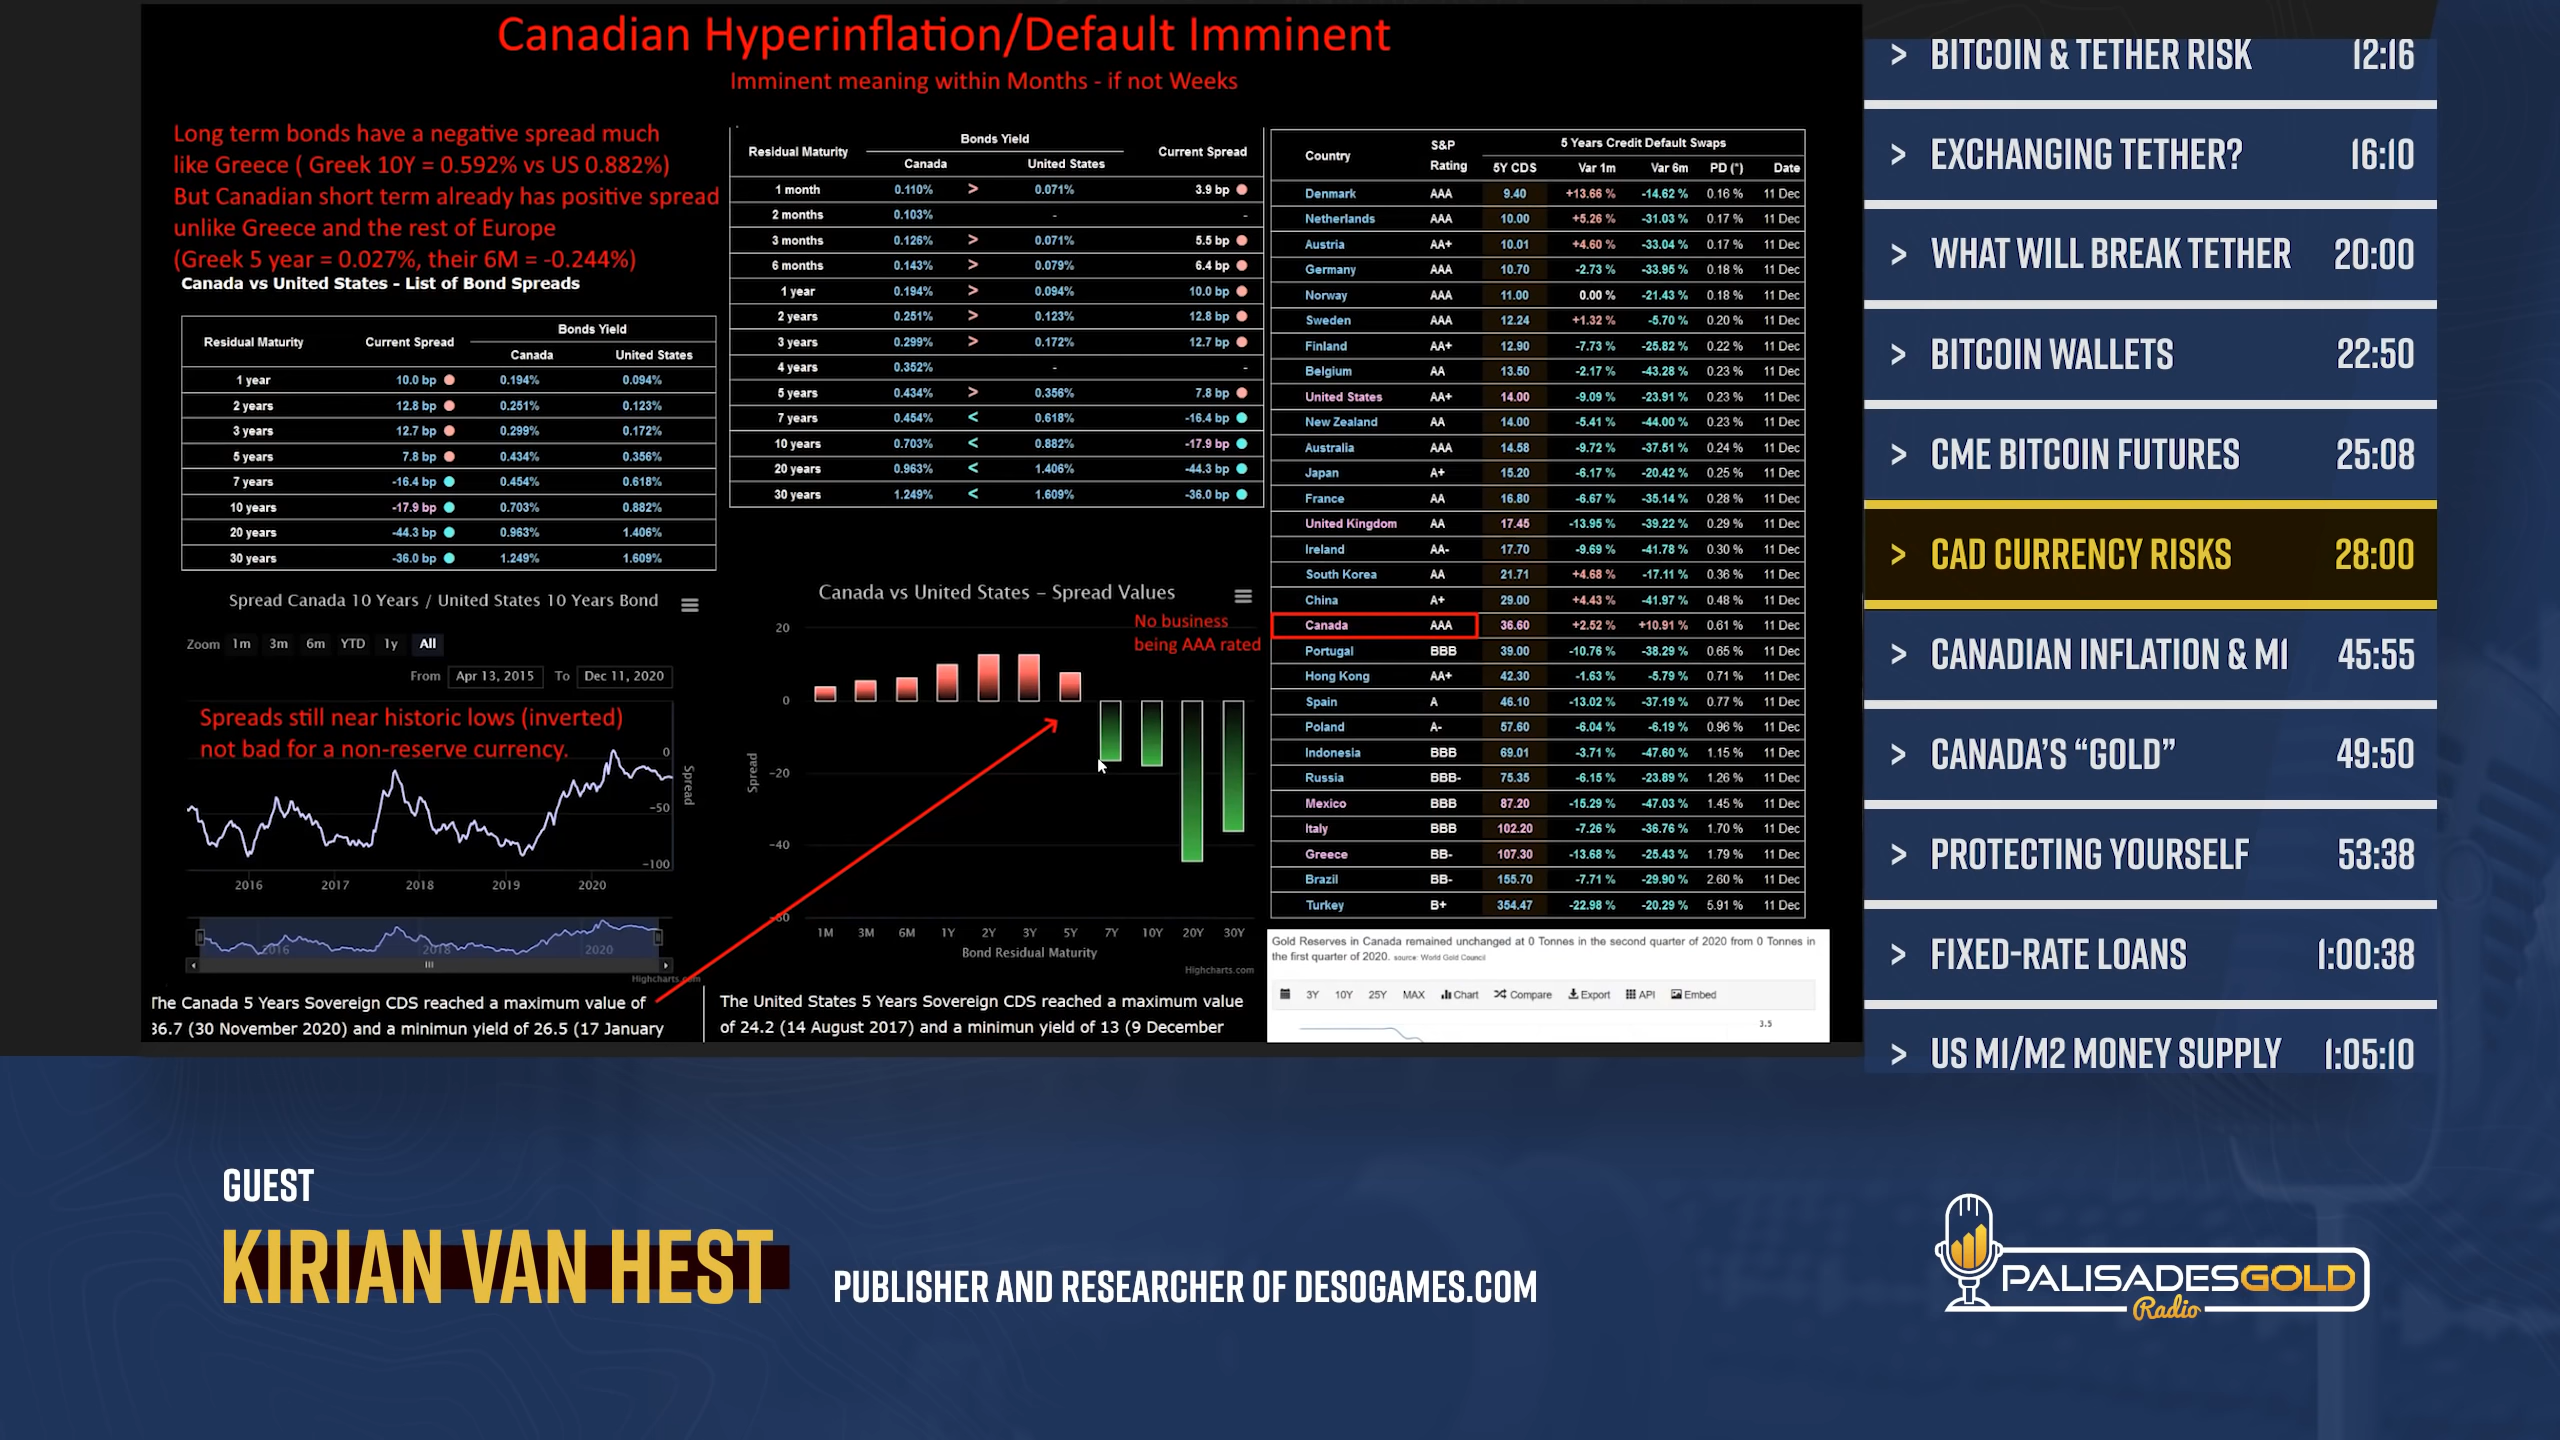 Canadian Hyperinflation/Default Imminent
Imminent meaning within Months - if not Weeks
Long term bonds have a negative spread much
like Greece ( Greek 10Y = 0.592% vs US 0.882%)
But Canadian short term already has positive spread
unlike Greece and the rest of Europe
(Greek 5 year = 0.027%, their 6M = -0.244%)
Canada vs United States - List of Bond Spreads
Residual Maturity Current Spread Bonds Yield
Canada United States
1 year 10.0 bp 0.194% 0.094%
2 years 12.8 bp 0.251% 0.123%
3 years 12.7 bp 0.299% 0.172%
5 years 7.8 bp 0.434% 0.356%
7 years -16.4 bp 0.454% 0.618%
10 years -17.9 bp 0.703% 0.882%
20 years -44.3 bp 0.963% 1.406%
30 years -36.0 bp 1.249% 1.609%
Spread Canada 10 Years / United States 10 Years Bond
Zoom 1m 3m 6m YTD 1y All
From Apr 13, 2015 To Dec 11, 2020
Spreads still near historic lows (inverted)
not bad for a non-reserve currency.
0
-50
-100
Spread
2016 2017 2018 2019 2020
2016 2018 2020
Highcharts.com
The Canada 5 Years Sovereign CDS reached a maximum value of
36.7 (30 November 2020) and a minimun yield of 26.5 (17 January
Residual Maturity Bonds Yield Current Spread
Canada United States
1 month 0.110% > 0.071% 3.9 bp
2 months 0.103% - -
3 months 0.126% > 0.071% 5.5 bp
6 months 0.143% > 0.079% 6.4 bp
1 year 0.194% > 0.094% 10.0 bp
2 years 0.251% > 0.123% 12.8 bp
3 years 0.299% > 0.172% 12.7 bp
4 years 0.352% - -
5 years 0.434% > 0.356% 7.8 bp
7 years 0.454% < 0.618% -16.4 bp
10 years 0.703% < 0.882% -17.9 bp
20 years 0.963% < 1.406% -44.3 bp
30 years 1.249% < 1.609% -36.0 bp
Canada vs United States – Spread Values
No business
being AAA rated
20
0
-20
-40
-60
Spread
1M 3M 6M 1Y 2Y 3Y 5Y 7Y 10Y 20Y 30Y
Bond Residual Maturity
Highcharts.com
The United States 5 Years Sovereign CDS reached a maximum value
of 24.2 (14 August 2017) and a minimun yield of 13 (9 December
Country S&P Rating 5 Years Credit Default Swaps
5Y CDS Var 1m Var 6m PD (*) Date
Denmark AAA 9.40 +13.66 % -14.62 % 0.16 % 11 Dec
Netherlands AAA 10.00 +5.26 % -31.03 % 0.17 % 11 Dec
Austria AA+ 10.01 +4.60 % -33.04 % 0.17 % 11 Dec
Germany AAA 10.70 -2.73 % -33.95 % 0.18 % 11 Dec
Norway AAA 11.00 0.00 % -21.43 % 0.18 % 11 Dec
Sweden AAA 12.24 +1.32 % -5.70 % 0.20 % 11 Dec
Finland AA+ 12.90 -7.73 % -25.82 % 0.22 % 11 Dec
Belgium AA 13.50 -2.17 % -43.28 % 0.23 % 11 Dec
United States AA+ 14.00 -9.09 % -23.91 % 0.23 % 11 Dec
New Zealand AA 14.00 -5.41 % -44.00 % 0.23 % 11 Dec
Australia AAA 14.58 -9.72 % -37.51 % 0.24 % 11 Dec
Japan A+ 15.20 -6.17 % -20.42 % 0.25 % 11 Dec
France AA 16.80 -6.67 % -35.14 % 0.28 % 11 Dec
United Kingdom AA 17.45 -13.95 % -39.22 % 0.29 % 11 Dec
Ireland AA- 17.70 -9.69 % -41.78 % 0.30 % 11 Dec
South Korea AA 21.71 +4.68 % -17.11 % 0.36 % 11 Dec
China A+ 29.00 +4.43 % -41.97 % 0.48 % 11 Dec
Canada AAA 36.60 +2.52 % +10.91 % 0.61 % 11 Dec
Portugal BBB 39.00 -10.76 % -38.29 % 0.65 % 11 Dec
Hong Kong AA+ 42.30 -1.63 % -5.79 % 0.71 % 11 Dec
Spain A 46.10 -13.02 % -37.19 % 0.77 % 11 Dec
Poland A- 57.60 -6.04 % -6.19 % 0.96 % 11 Dec
Indonesia BBB 69.01 -3.71 % -47.60 % 1.15 % 11 Dec
Russia BBB- 75.35 -6.15 % -23.89 % 1.26 % 11 Dec
Mexico BBB 87.20 -15.29 % -47.03 % 1.45 % 11 Dec
Italy BBB 102.20 -7.26 % -36.76 % 1.70 % 11 Dec
Greece BB- 107.30 -13.68 % -25.43 % 1.79 % 11 Dec
Brazil BB- 155.70 -7.71 % -29.90 % 2.60 % 11 Dec
Turkey B+ 354.47 -22.98 % -20.29 % 5.91 % 11 Dec
Gold Reserves in Canada remained unchanged at 0 Tonnes in the second quarter of 2020 from 0 Tonnes in
the first quarter of 2020. source: World Gold Council
3Y 10Y 25Y MAX Chart Compare Export API Embed
3.5
> BITCOIN & TETHER RISK 12:16
> EXCHANGING TETHER? 16:10
> WHAT WILL BREAK TETHER 20:00
> BITCOIN WALLETS 22:50
> CME BITCOIN FUTURES 25:08
> CAD CURRENCY RISKS 28:00
> CANADIAN INFLATION & M1 45:55
> CANADA'S “GOLD” 49:50
> PROTECTING YOURSELF 53:38
> FIXED-RATE LOANS 1:00:38
> US M1/M2 MONEY SUPPLY 1:05:10
GUEST
KIRIAN VAN HEST
PUBLISHER AND RESEARCHER OF DESOGAMES.COM
PALISADESGOLD
Radio